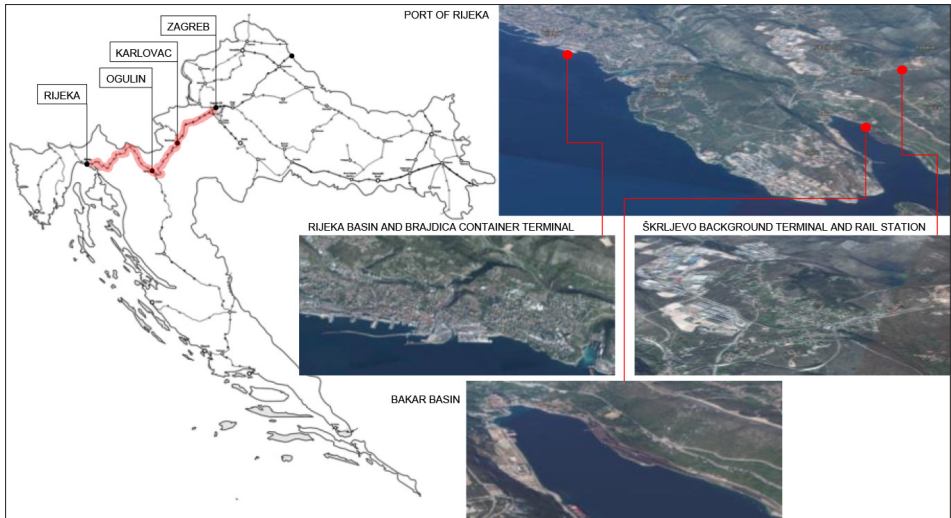 PORT OF RIJEKA
ZAGREB
KARLOVAC
OGULIN
RIJEKA
RIJEKA BASIN AND BRAJDICA CONTAINER TERMINAL
ŠKRLJEVO BACKGROUND TERMINAL AND RAIL STATION
BAKAR BASIN